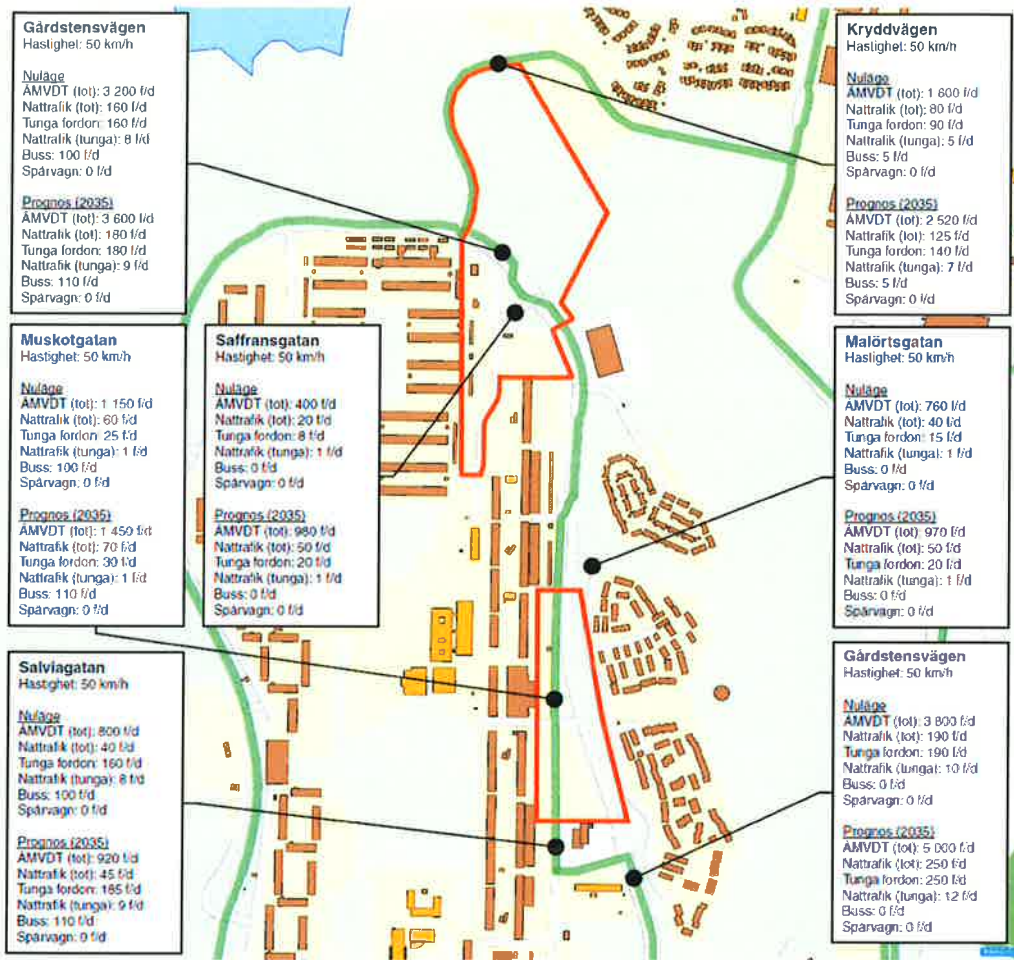 Gårdstensvägen
Hastighet: 50 km/h
Nuläge
ÅMVDT (tot): 3 200 f/d
Nattrafik (tot): 160 f/d
Tunga fordon: 160 f/d
Nattrafik (tunga): 8 f/d
Buss: 100 f/d
Spårvagn: 0 f/d
Prognos (2035)
ÅMVDT (tot): 3 600 f/d
Nattrafik (tot): 180 f/d
Tunga fordon: 180 f/d
Nattrafik (tunga): 9 f/d
Buss: 110 f/d
Spårvagn: 0 f/d
Muskotgatan
Hastighet: 50 km/h
Nuläge
ÅMVDT (tot): 1 150 f/d
Nattrafik (tot): 60 f/d
Tunga fordon: 25 f/d
Nattrafik (tunga): 1 f/d
Buss: 100 f/d
Spårvagn: 0 f/d
Prognos (2035)
ÅMVDT (tot): 1 450 f/d
Nattrafik (tot): 70 f/d
Tunga fordon: 30 f/d
Nattrafik (tunga): 1 f/d
Buss: 110 f/d
Spårvagn: 0 f/d
Saffransgatan
Hastighet: 50 km/h
Nuläge
ÅMVDT (tot): 400 f/d
Nattrafik (tot): 20 f/d
Tunga fordon: 8 f/d
Nattrafik (tunga): 1 f/d
Buss: 0 f/d
Spårvagn: 0 f/d
Prognos (2035)
ÅMVDT (tot): 980 f/d
Nattrafik (tot): 50 f/d
Tunga fordon: 20 f/d
Nattrafik (tunga): 1 f/d
Buss: 0 f/d
Spårvagn: 0 f/d
Salviagatan
Hastighet: 50 km/h
Nuläge
ÅMVDT (tot): 800 f/d
Nattrafik (tot): 40 f/d
Tunga fordon: 160 f/d
Nattrafik (tunga): 8 f/d
Buss: 100 f/d
Spårvagn: 0 f/d
Prognos (2035)
ÅMVDT (tot): 920 f/d
Nattrafik (tot): 45 f/d
Tunga fordon: 185 f/d
Nattrafik (tunga): 9 f/d
Buss: 110 f/d
Spårvagn: 0 f/d
Kryddvägen
Hastighet: 50 km/h
Nuläge
ÅMVDT (tot): 1 600 f/d
Nattrafik (tot): 80 f/d
Tunga fordon: 90 f/d
Nattrafik (tunga): 5 f/d
Buss: 5 f/d
Spårvagn: 0 f/d
Prognos (2035)
ÅMVDT (tot): 2 520 f/d
Nattrafik (tot): 125 f/d
Tunga fordon: 140 f/d
Nattrafik (tunga): 7 f/d
Buss: 5 f/d
Spårvagn: 0 f/d
Malörtsgatan
Hastighet: 50 km/h
Nuläge
ÅMVDT (tot): 760 f/d
Nattrafik (tot): 40 f/d
Tunga fordon: 15 f/d
Nattrafik (tunga): 1 f/d
Buss: 0 f/d
Spårvagn: 0 f/d
Prognos (2035)
ÅMVDT (tot): 970 f/d
Nattrafik (tot): 50 f/d
Tunga fordon: 20 f/d
Nattrafik (tunga): 1 f/d
Buss: 0 f/d
Spårvagn: 0 f/d
Gårdstensvägen
Hastighet: 50 km/h
Nuläge
ÅMVDT (tot): 3 800 f/d
Nattrafik (tot): 190 f/d
Tunga fordon: 190 f/d
Nattrafik (tunga): 10 f/d
Buss: 0 f/d
Spårvagn: 0 f/d
Prognos (2035)
ÅMVDT (tot): 5 000 f/d
Nattrafik (tot): 250 f/d
Tunga fordon: 250 f/d
Nattrafik (tunga): 12 f/d
Buss: 0 f/d
Spårvagn: 0 f/d